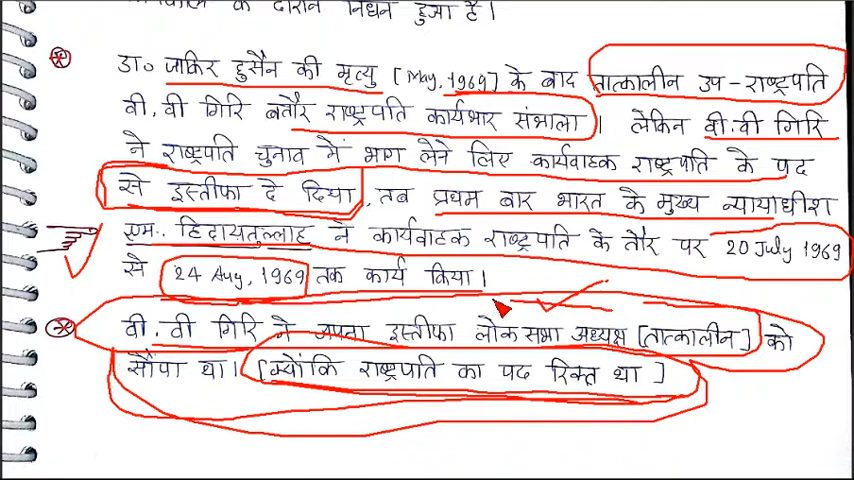 के दौरान निधन हुआ है।
डा० जाकिर हुसैन की मृत्यु [May, 1969] के बाद तात्कालीन उप-राष्ट्रपति
वी.वी गिरि बतौर राष्ट्रपति कार्यभार संभाला। लेकिन वी.वी गिरि
ने राष्ट्रपति चुनाव में भाग लेने लिए कार्यवाहक राष्ट्रपति के पद
से इस्तीफा दे दिया, तब प्रथम बार भारत के मुख्य न्यायाधीश
एम. हिदायतुल्लाह ने कार्यवाहक राष्ट्रपति के तौर पर 20 July 1969
से 24 Aug, 1969 तक कार्य किया।
वी.वी गिरि ने अपना इस्तीफा लोकसभा अध्यक्ष [तात्कालीन] को
सौंपा था। [क्योंकि राष्ट्रपति का पद रिक्त था]